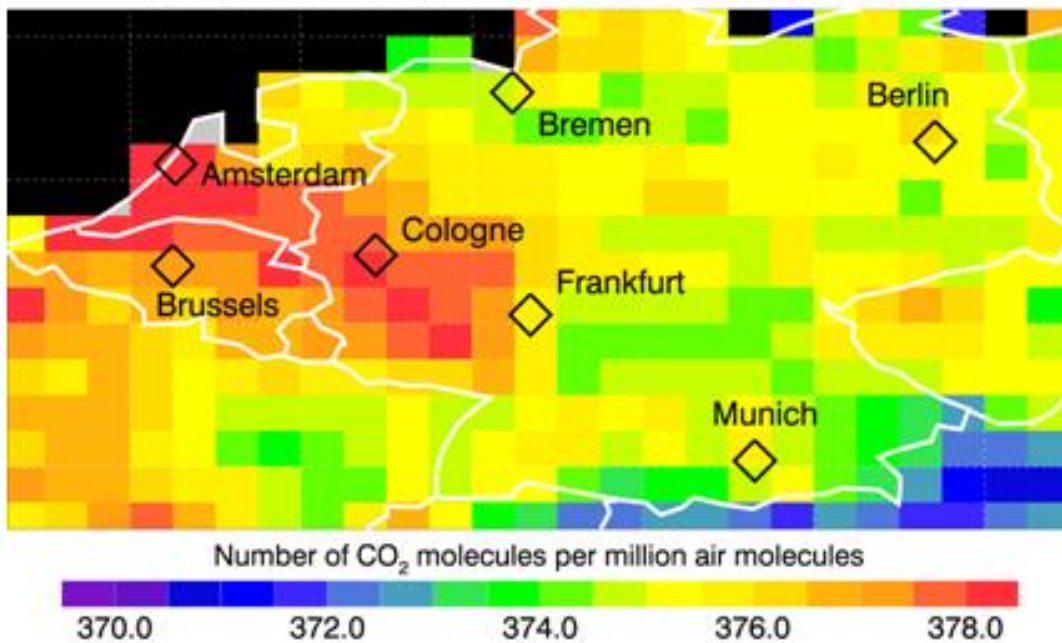 Berlin
Bremen
Amsterdam
Cologne
Frankfurt
Brussels
Munich
Number of CO₂ molecules per million air molecules
370.0 372.0 374.0 376.0 378.0